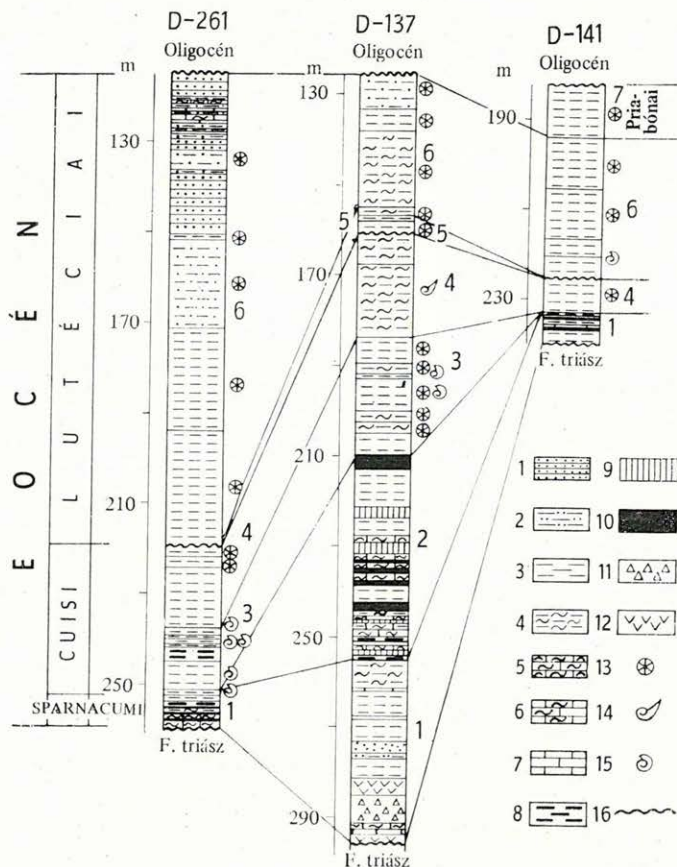 D-261
Oligocén
m
130
170
210
250
6
4
3
1
F. triász
D-137
Oligocén
m
130
170
210
250
290
6
5
5
4
3
2
1
F. triász
D-141
Oligocén
m
190
230
7
Pria-
bónai
6
4
1
F. triász
EOCÉN
LUTÉCIAI
CUISI
SPARNACUMI
1
9
2
10
3
11
4
12
5
13
6
14
7
15
8
16